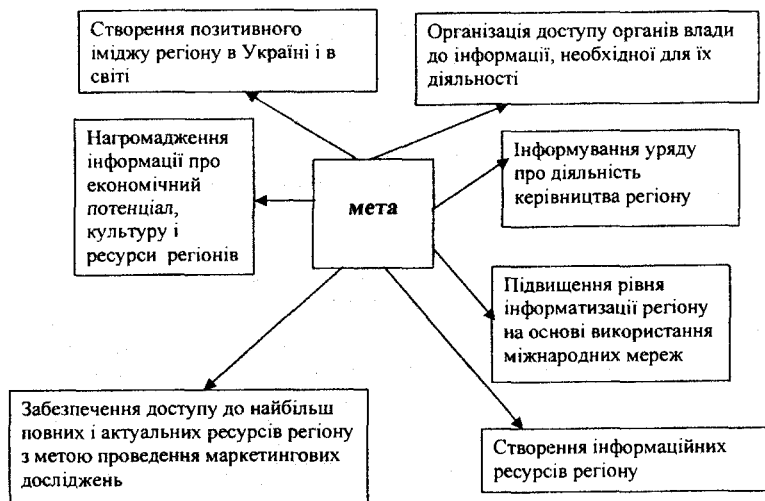 Створення позитивного
іміджу регіону в Україні і в
світі
Організація доступу органів влади
до інформації, необхідної для їх
діяльності
Нагромадження
інформації про
економічний
потенціал,
культуру і
ресурси регіонів
мета
Інформування уряду
про діяльність
керівництва регіону
Підвищення рівня
інформатизації регіону
на основі використання
міжнародних мереж
Забезпечення доступу до найбільш
повних і актуальних ресурсів регіону
з метою проведення маркетингових
досліджень
Створення інформаційних
ресурсів регіону